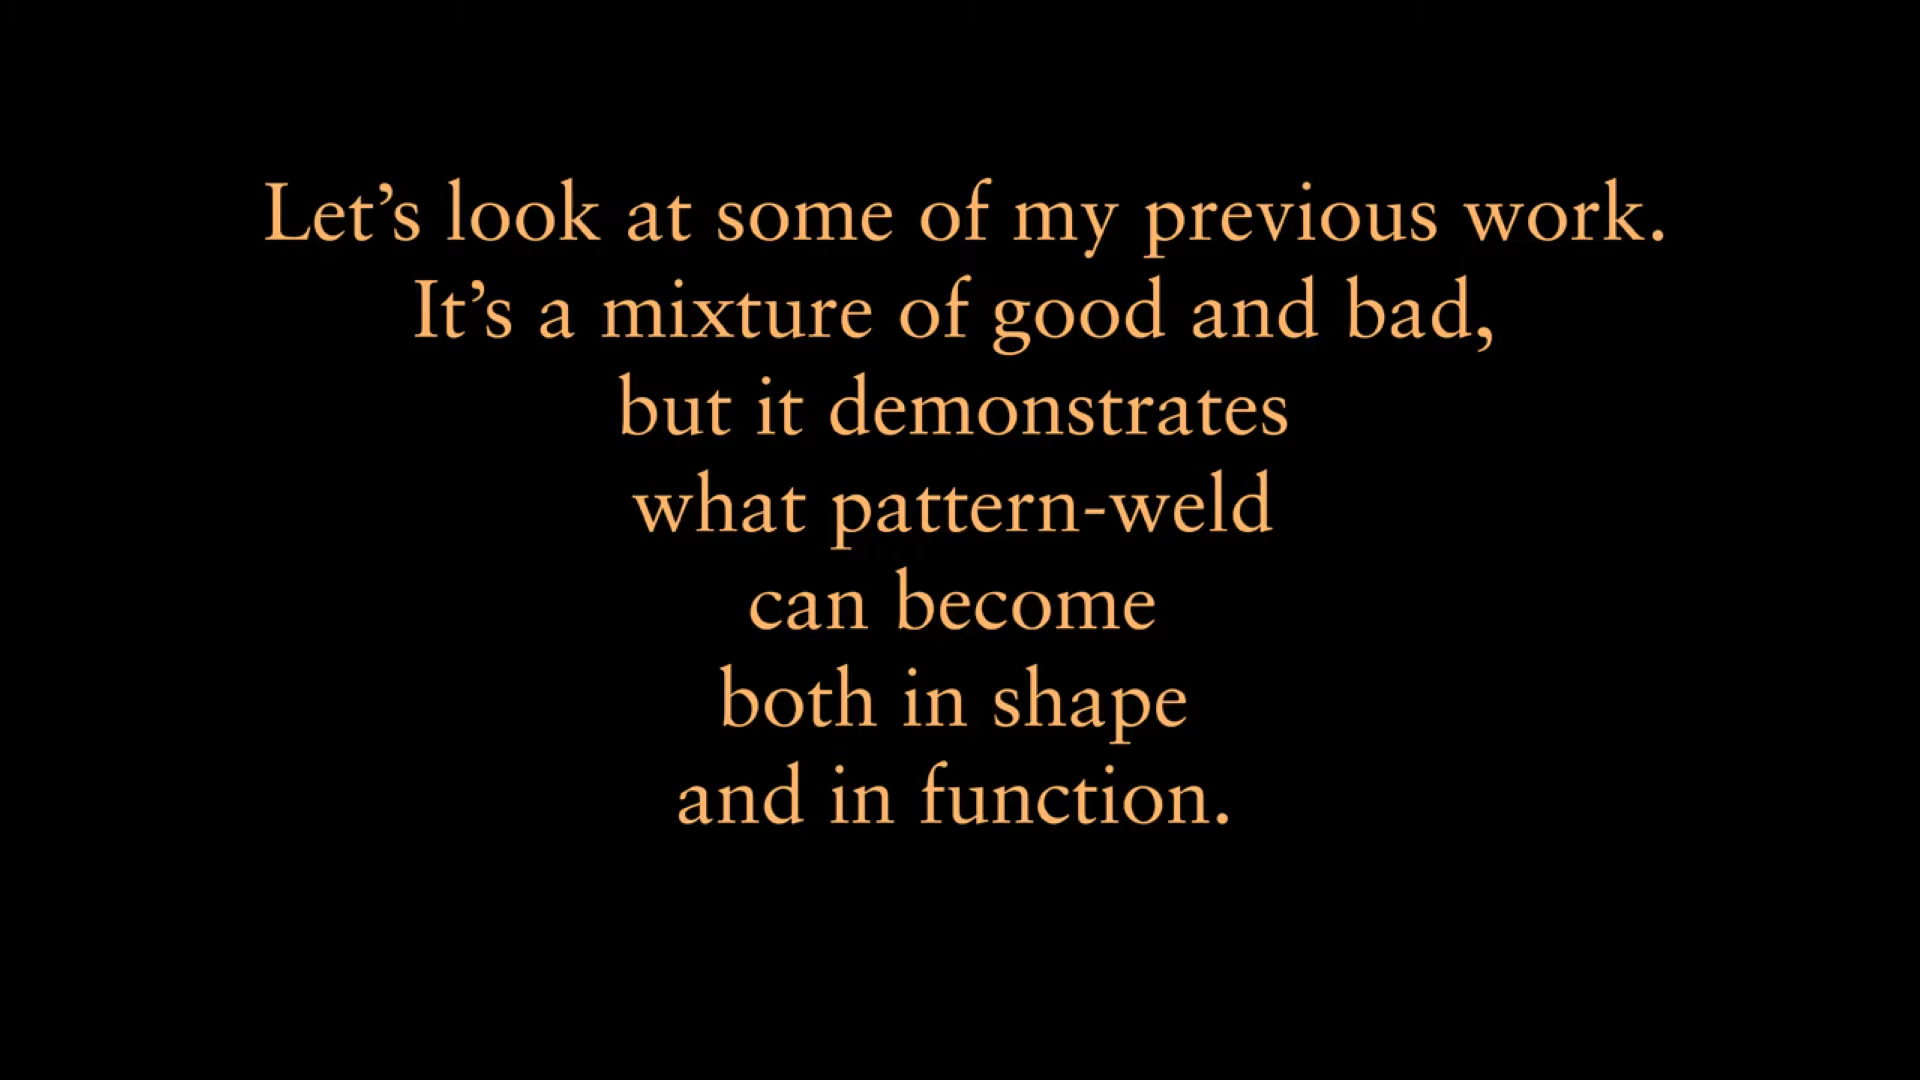 Let’s look at some of my previous work.
It’s a mixture of good and bad,
but it demonstrates
what pattern-weld
can become
both in shape
and in function.